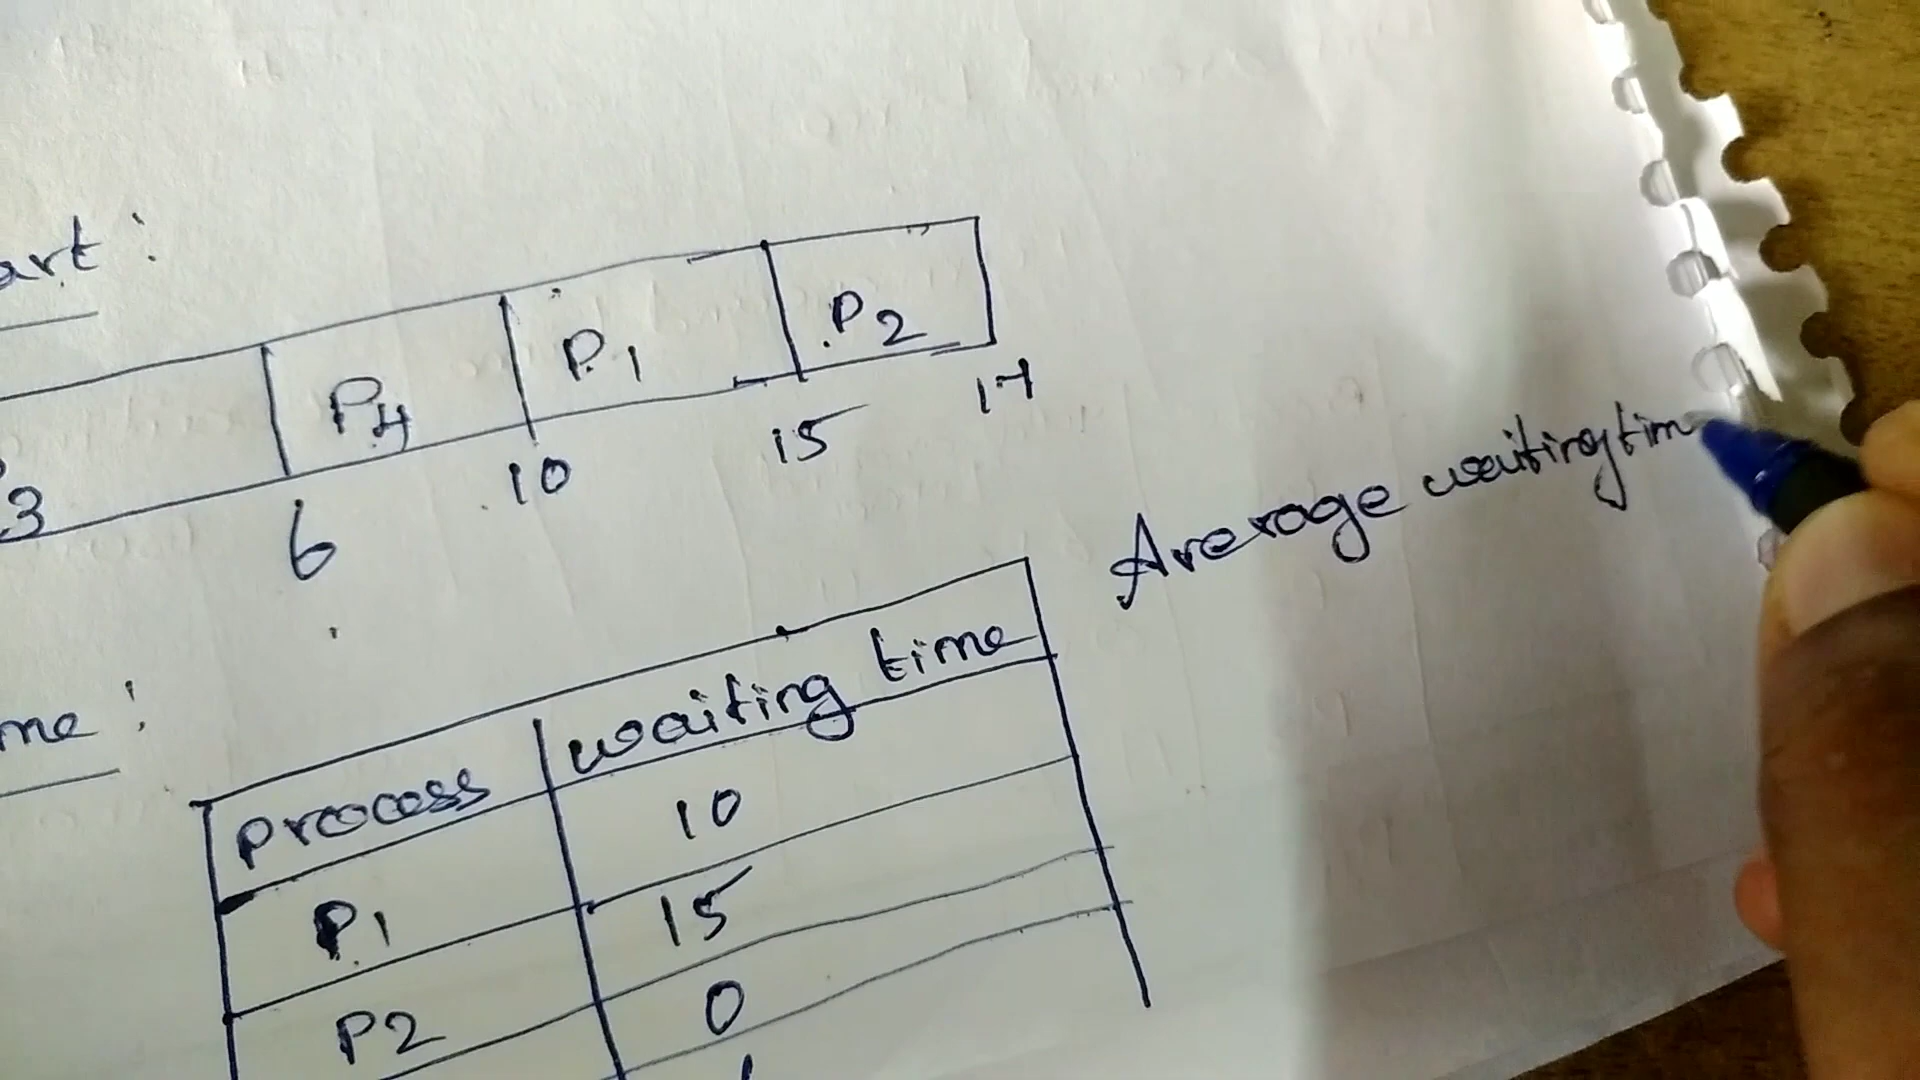 art :
P4 P1 P2
3 6 10 15 17
Average waiting tim
me :
process waiting time
P1 10
P2 15
0